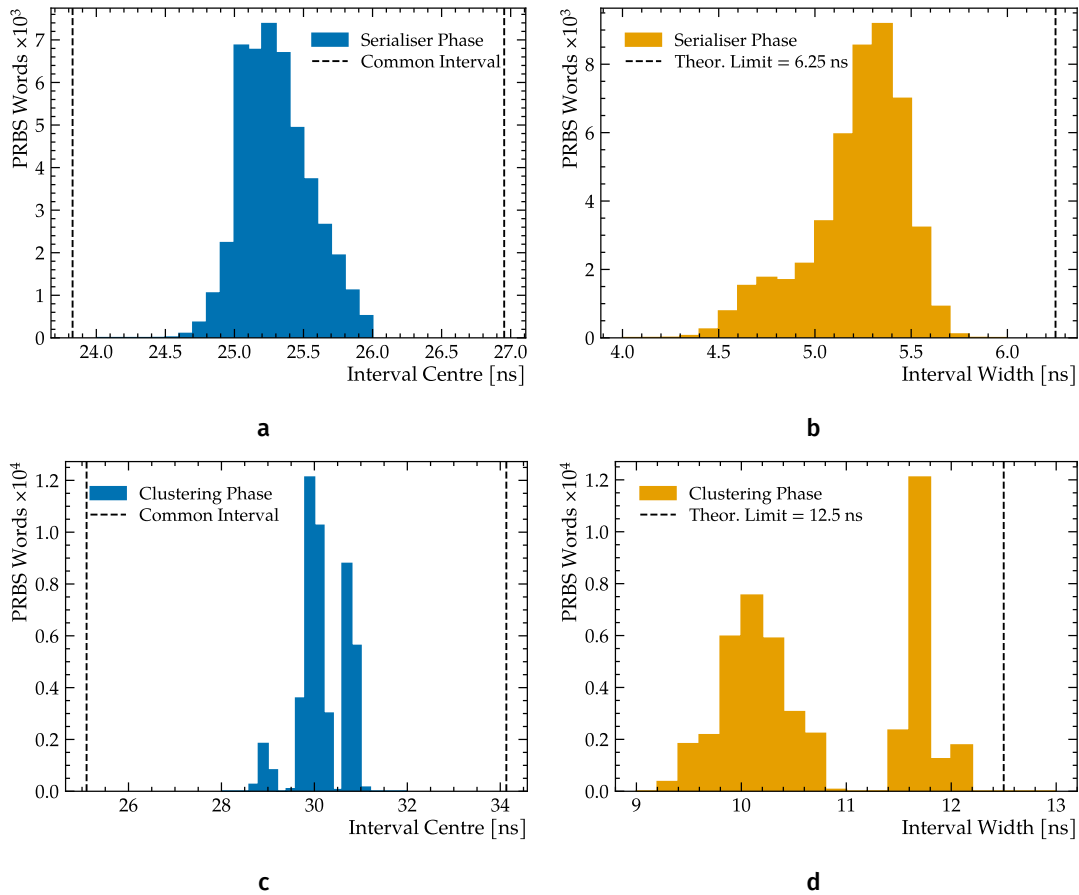 PRBS Words ×10³
7
6
5
4
3
2
1
0
Serialiser Phase
Common Interval
24.0 24.5 25.0 25.5 26.0 26.5 27.0
Interval Centre [ns]
a
PRBS Words ×10³
8
6
4
2
0
Serialiser Phase
Theor. Limit = 6.25 ns
4.0 4.5 5.0 5.5 6.0
Interval Width [ns]
b
PRBS Words ×10⁴
1.2
1.0
0.8
0.6
0.4
0.2
0.0
Clustering Phase
Common Interval
26 28 30 32 34
Interval Centre [ns]
c
PRBS Words ×10⁴
1.2
1.0
0.8
0.6
0.4
0.2
0.0
Clustering Phase
Theor. Limit = 12.5 ns
9 10 11 12 13
Interval Width [ns]
d